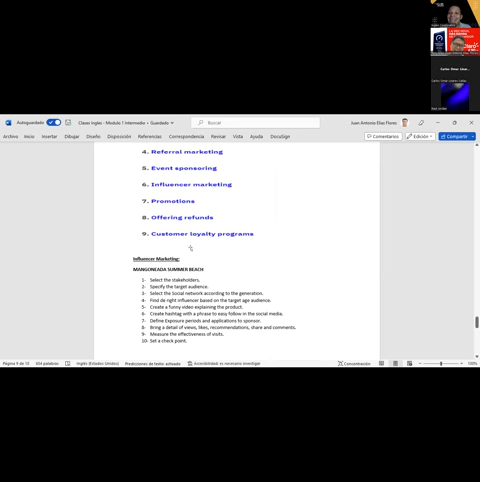 Carlos Omar Linar...
Autoguardado
Clases Ingles - Modulo 1 Intermedio • Guardado
Buscar
Juan Antonio Elias Flores
Archivo Inicio Insertar Dibujar Diseño Disposición Referencias Correspondencia Revisar Vista Ayuda DocuSign
Comentarios
Edición
Compartir
4. Referral marketing
5. Event sponsoring
6. Influencer marketing
7. Promotions
8. Offering refunds
9. Customer loyalty programs
Influencer Marketing:
MANGONEADA SUMMER BEACH
1- Select the stakeholders.
2- Specify the target audience.
3- Select the Social network according to the generation.
4- Fied de right influencer based on the target age audience.
5- Create a funny video explaining the product.
6- Create hashtag with a phrase to easy follow in the social media.
7- Define Exposure periods and applications to sponsor.
8- Bring a detail of views, likes, recommendations, share and comments.
9- Measure the effectiveness of visits.
10- Set a check point.
Página 9 de 10
Inglés (Estados Unidos)
Predicciones de texto: activado
Accesibilidad: es necesario investigar
Concentración
100%